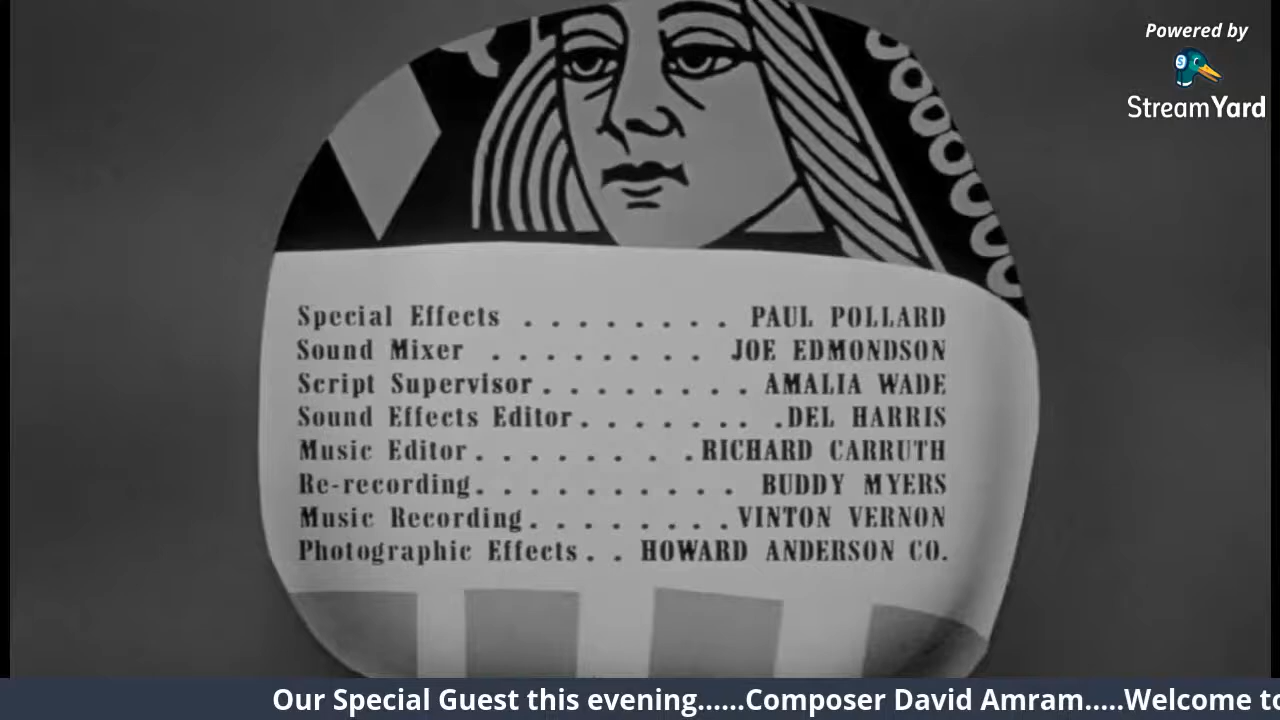 Powered by
StreamYard
Special Effects . . . . . . . . PAUL POLLARD
Sound Mixer . . . . . . . . JOE EDMONDSON
Script Supervisor . . . . . . . . AMALIA WADE
Sound Effects Editor . . . . . . . . DEL HARRIS
Music Editor . . . . . . . . RICHARD CARRUTH
Re-recording . . . . . . . . . . BUDDY MYERS
Music Recording . . . . . . . . VINTON VERNON
Photographic Effects . . HOWARD ANDERSON CO.
Our Special Guest this evening......Composer David Amram.....Welcome to